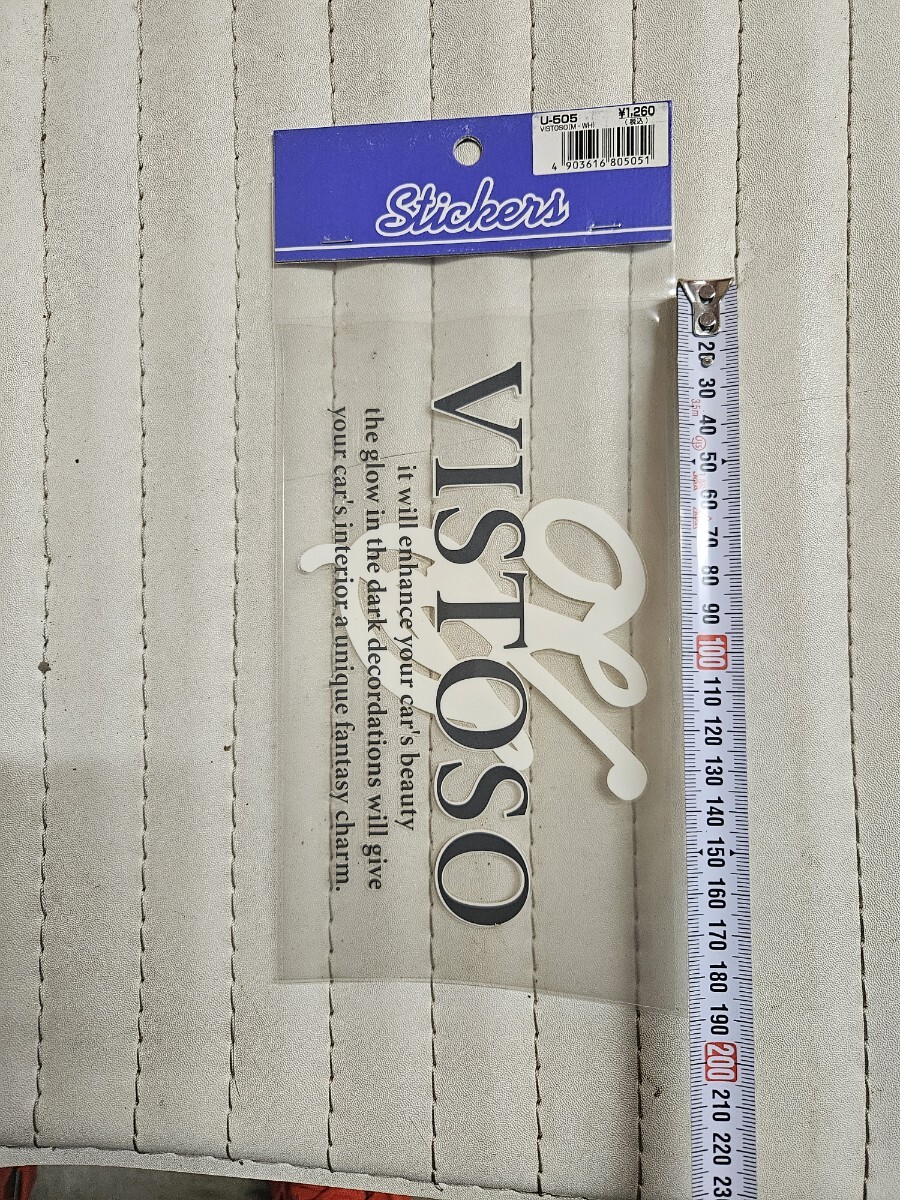 U-505
¥1,260
VISTOSO(M-WH)
(税込)
4 903616 805051
Stickers
VISTOSO
it will enhance your car's beauty
the glow in the dark decordations will give
your car's interior a unique fantasy charm.
20
30
3.5m
40
50
60
70
80
90
100
110
120
130
140
150
160
170
180
190
200
210
220